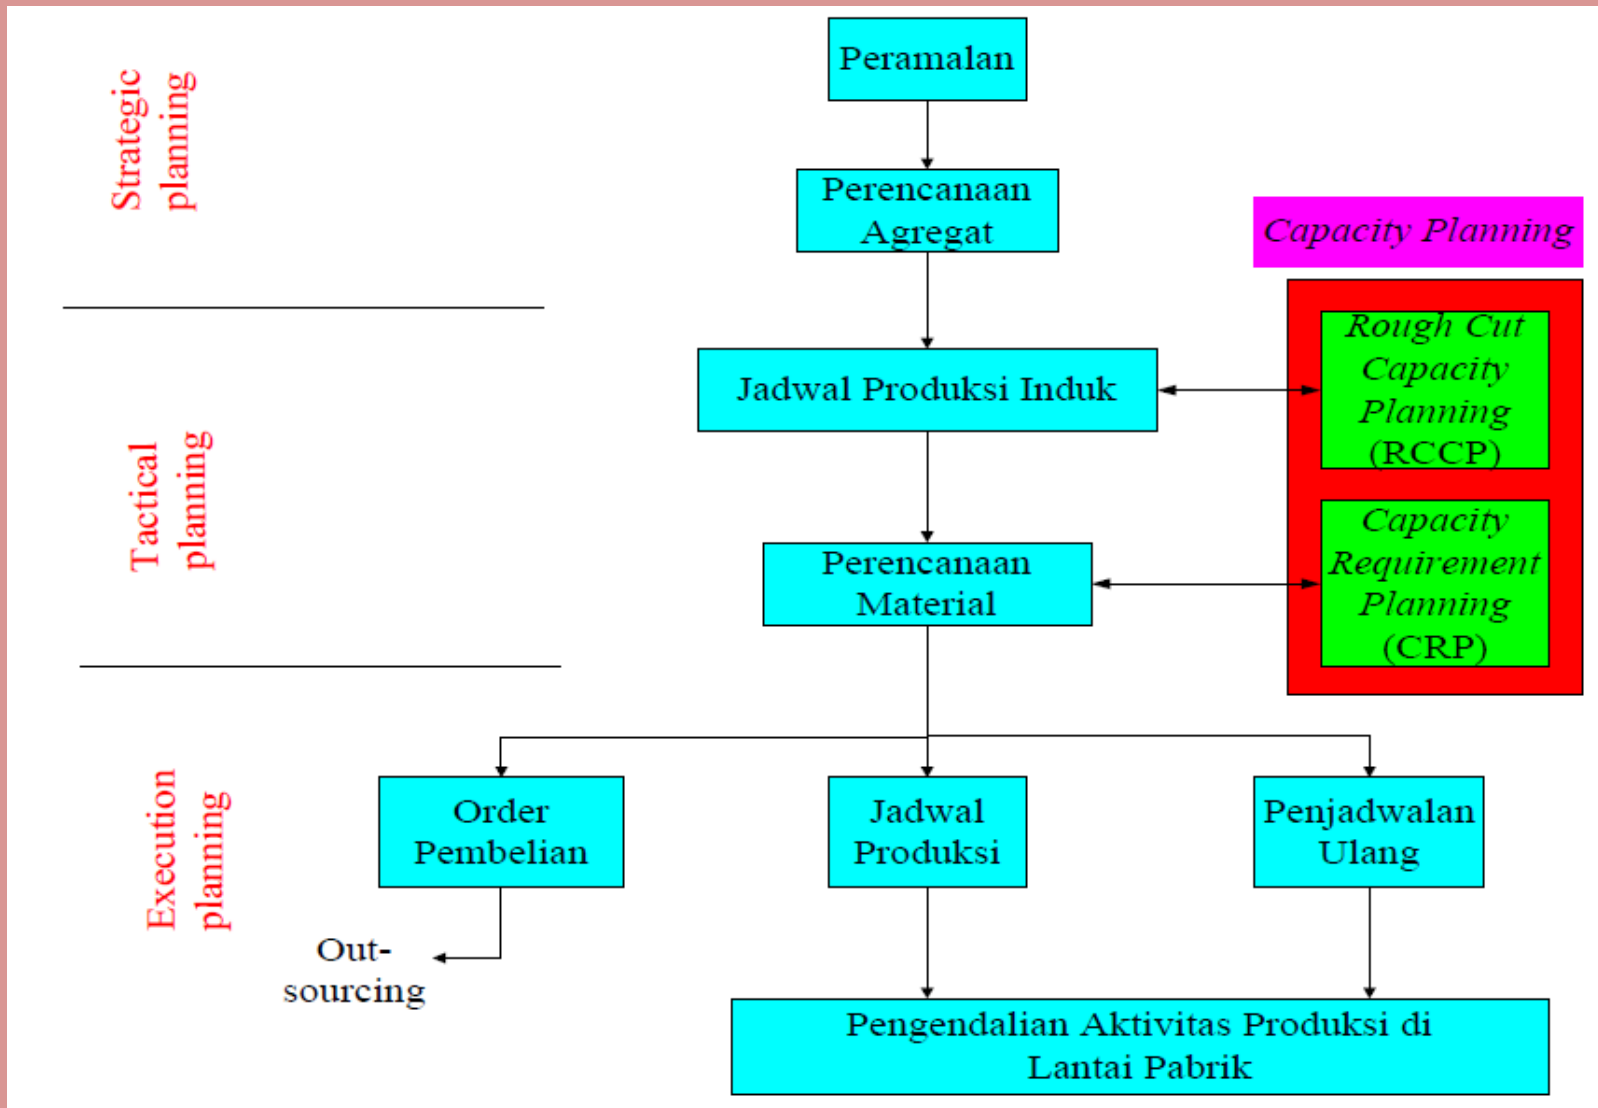 Strategic
planning
Peramalan
Perencanaan
Agregat
Capacity Planning
Tactical
planning
Jadwal Produksi Induk
Rough Cut
Capacity
Planning
(RCCP)
Perencanaan
Material
Capacity
Requirement
Planning
(CRP)
Execution
planning
Order
Pembelian
Jadwal
Produksi
Penjadwalan
Ulang
Out-
sourcing
Pengendalian Aktivitas Produksi di
Lantai Pabrik